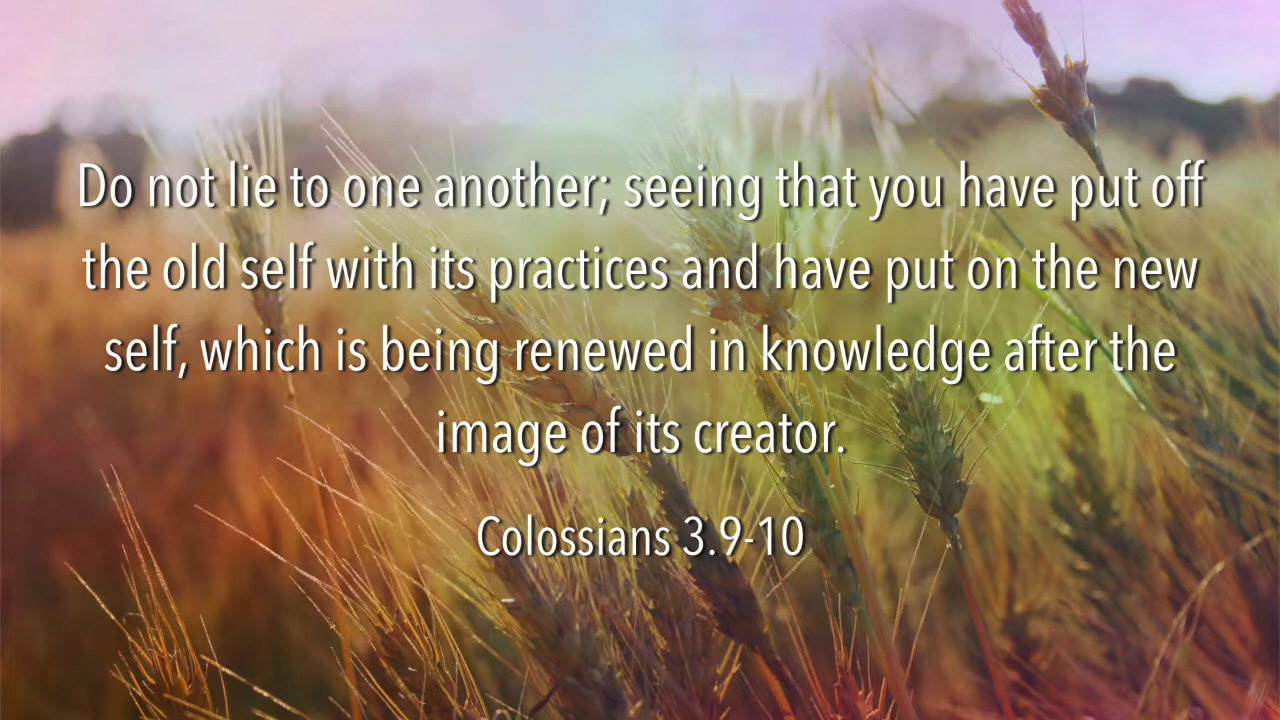 Do not lie to one another; seeing that you have put off
the old self with its practices and have put on the new
self, which is being renewed in knowledge after the
image of its creator.
Colossians 3.9-10